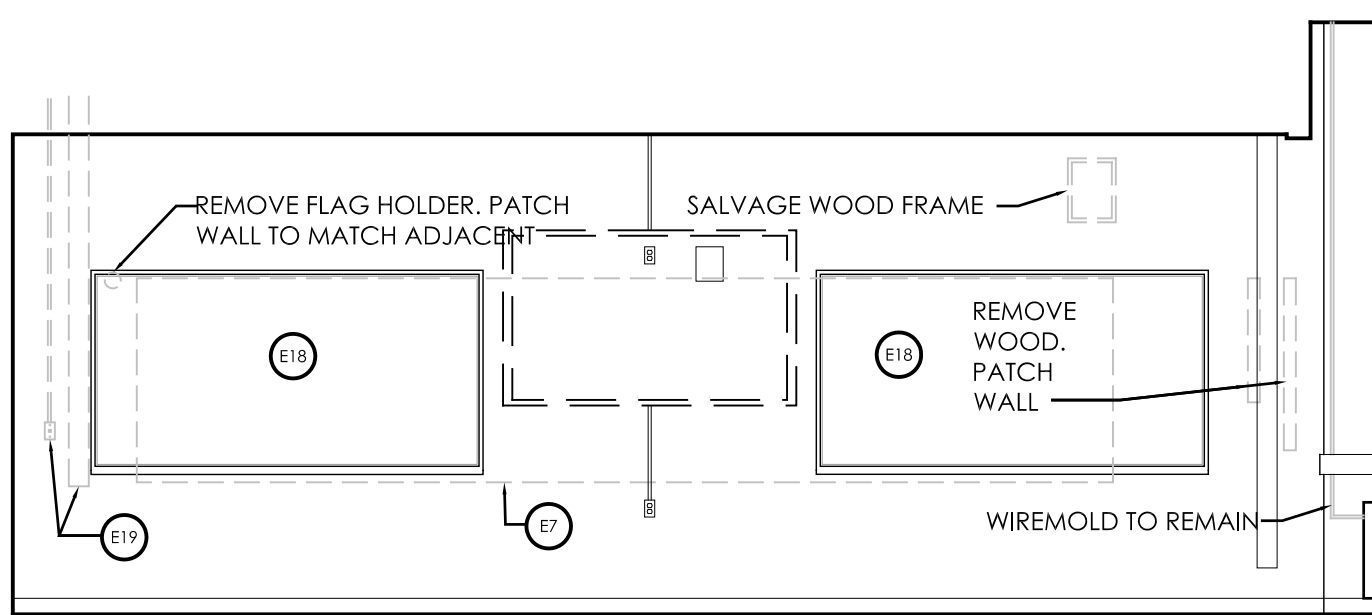 REMOVE FLAG HOLDER. PATCH
WALL TO MATCH ADJACENT
SALVAGE WOOD FRAME
E18
E18
REMOVE
WOOD.
PATCH
WALL
E19
E7
WIREMOLD TO REMAIN